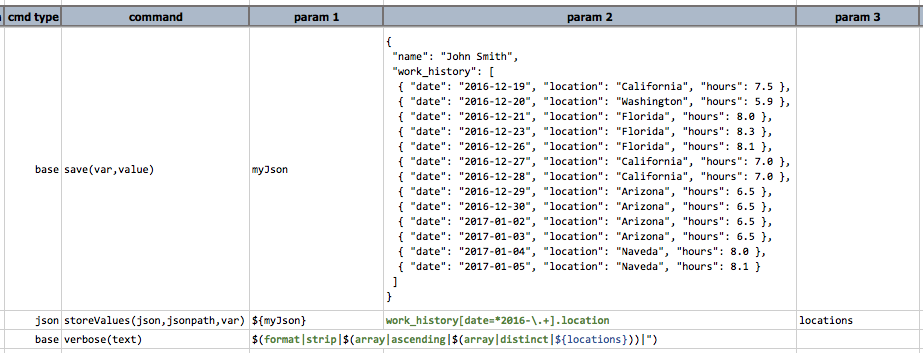 cmd type command param 1 param 2 param 3
{
"name": "John Smith",
"work_history": [
{ "date": "2016-12-19", "location": "California", "hours": 7.5 },
{ "date": "2016-12-20", "location": "Washington", "hours": 5.9 },
{ "date": "2016-12-21", "location": "Florida", "hours": 8.0 },
{ "date": "2016-12-23", "location": "Florida", "hours": 8.3 },
{ "date": "2016-12-26", "location": "Florida", "hours": 8.1 },
{ "date": "2016-12-27", "location": "California", "hours": 7.0 },
base save(var,value) myJson { "date": "2016-12-28", "location": "California", "hours": 7.0 },
{ "date": "2016-12-29", "location": "Arizona", "hours": 6.5 },
{ "date": "2016-12-30", "location": "Arizona", "hours": 6.5 },
{ "date": "2017-01-02", "location": "Arizona", "hours": 6.5 },
{ "date": "2017-01-03", "location": "Arizona", "hours": 6.5 },
{ "date": "2017-01-04", "location": "Naveda", "hours": 8.0 },
{ "date": "2017-01-05", "location": "Naveda", "hours": 8.1 }
]
}
json storeValues(json,jsonpath,var) ${myJson} work_history[date=*2016-\.+].location locations
base verbose(text) $(format|strip|$(array|ascending|$(array|distinct|${locations}))|")